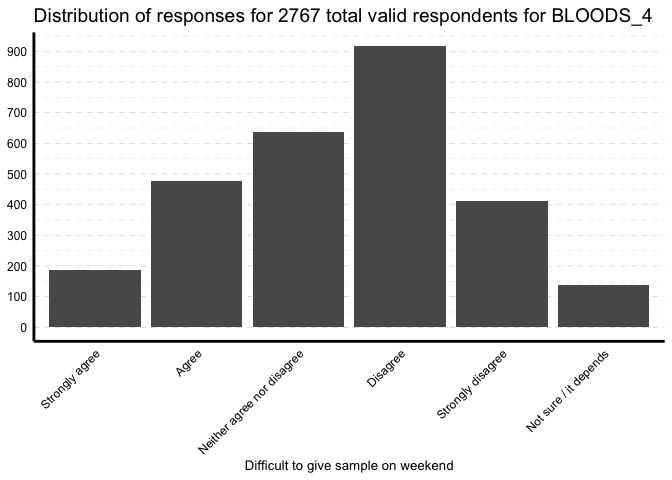 Distribution of responses for 2767 total valid respondents for BLOODS_4
900
800
700
600
500
400
300
200
100
0
Strongly agree
Agree
Neither agree nor disagree
Disagree
Strongly disagree
Not sure / it depends
Difficult to give sample on weekend